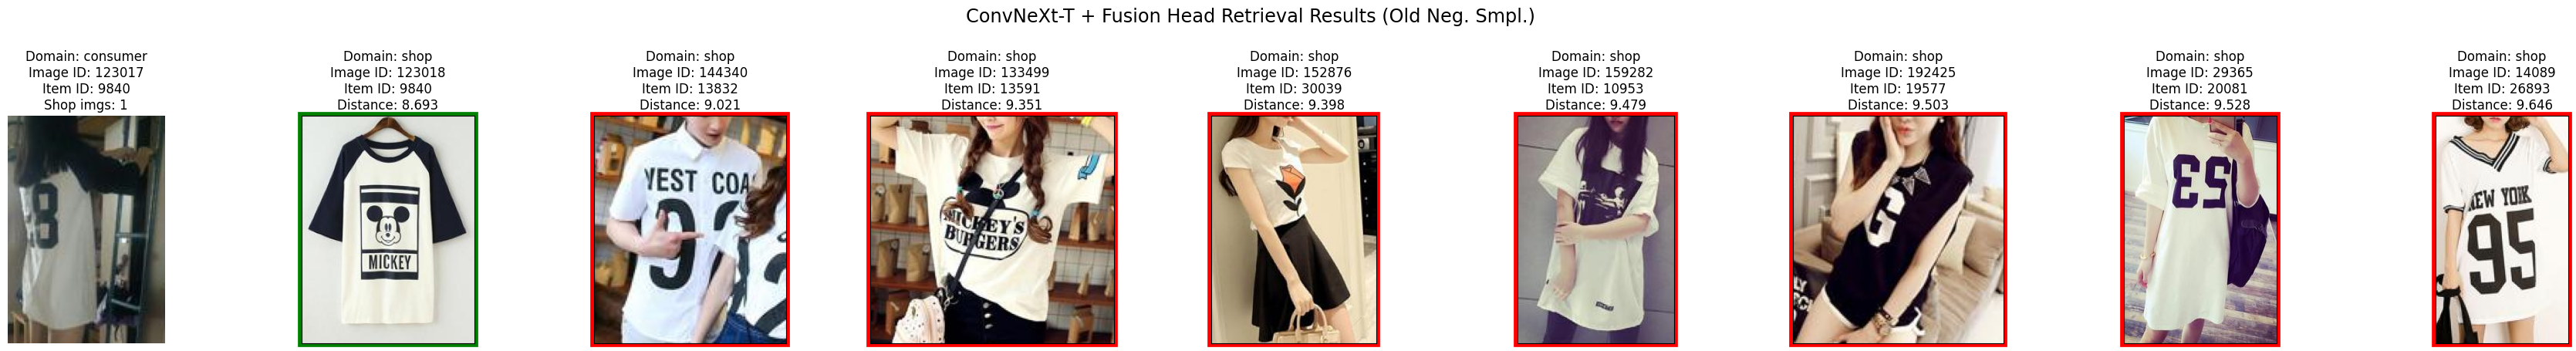 ConvNeXt-T + Fusion Head Retrieval Results (Old Neg. Smpl.)
Domain: consumer
Image ID: 123017
Item ID: 9840
Shop imgs: 1
Domain: shop
Image ID: 123018
Item ID: 9840
Distance: 8.693
Domain: shop
Image ID: 144340
Item ID: 13832
Distance: 9.021
Domain: shop
Image ID: 133499
Item ID: 13591
Distance: 9.351
Domain: shop
Image ID: 152876
Item ID: 30039
Distance: 9.398
Domain: shop
Image ID: 159282
Item ID: 10953
Distance: 9.479
Domain: shop
Image ID: 192425
Item ID: 19577
Distance: 9.503
Domain: shop
Image ID: 29365
Item ID: 20081
Distance: 9.528
Domain: shop
Image ID: 14089
Item ID: 26893
Distance: 9.646
MICKEY
MICKEY'S
BURGERS
G
23
NEW YORK
95